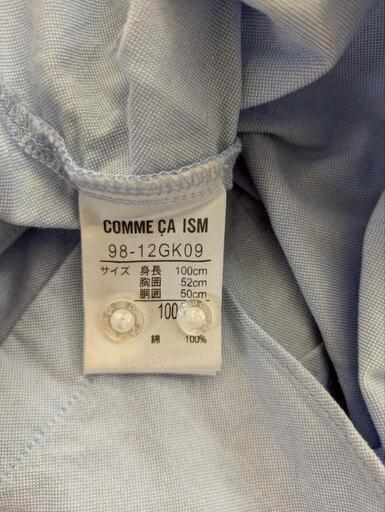 COMME ÇA ISM
98-12GK09
サイズ 身長 100cm
胸囲 52cm
胴囲 50cm
100
綿 100%